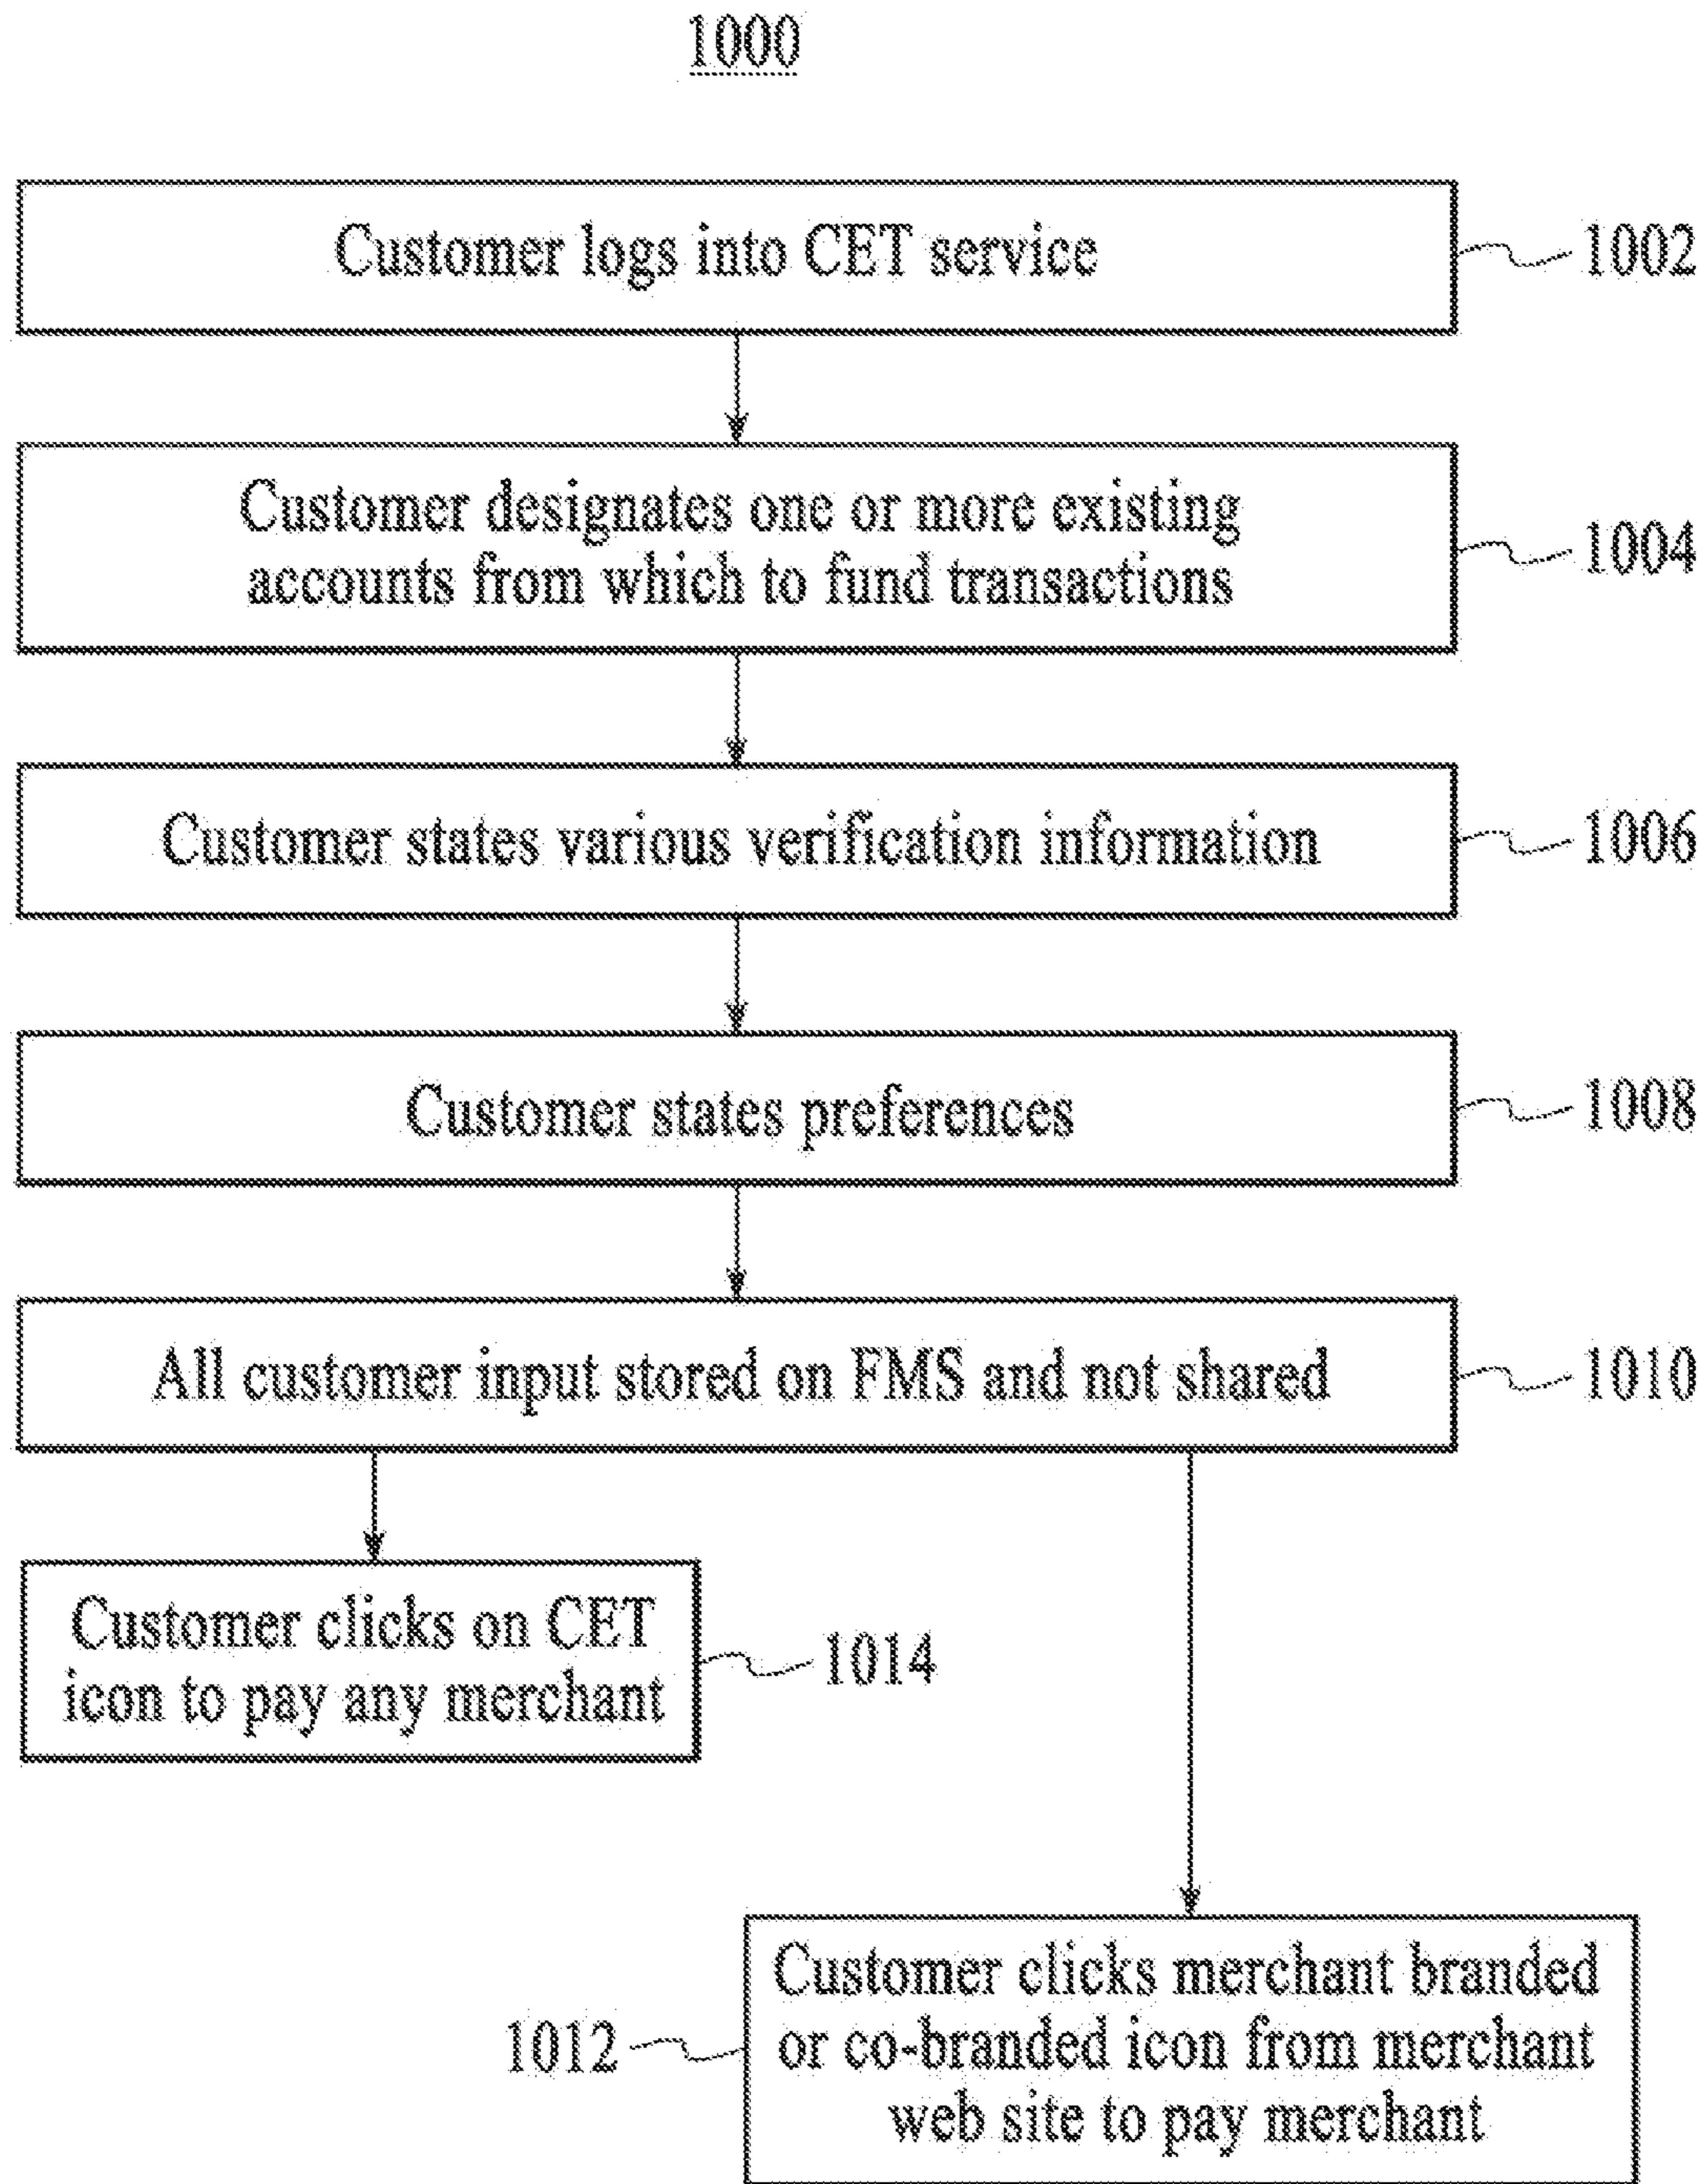 1000
Customer logs into CET service
1002
Customer designates one or more existing
accounts from which to fund transactions
1004
Customer states various verification information
1006
Customer states preferences
1008
All customer input stored on FMS and not shared
1010
Customer clicks on CET
icon to pay any merchant
1014
Customer clicks merchant branded
or co-branded icon from merchant
web site to pay merchant
1012